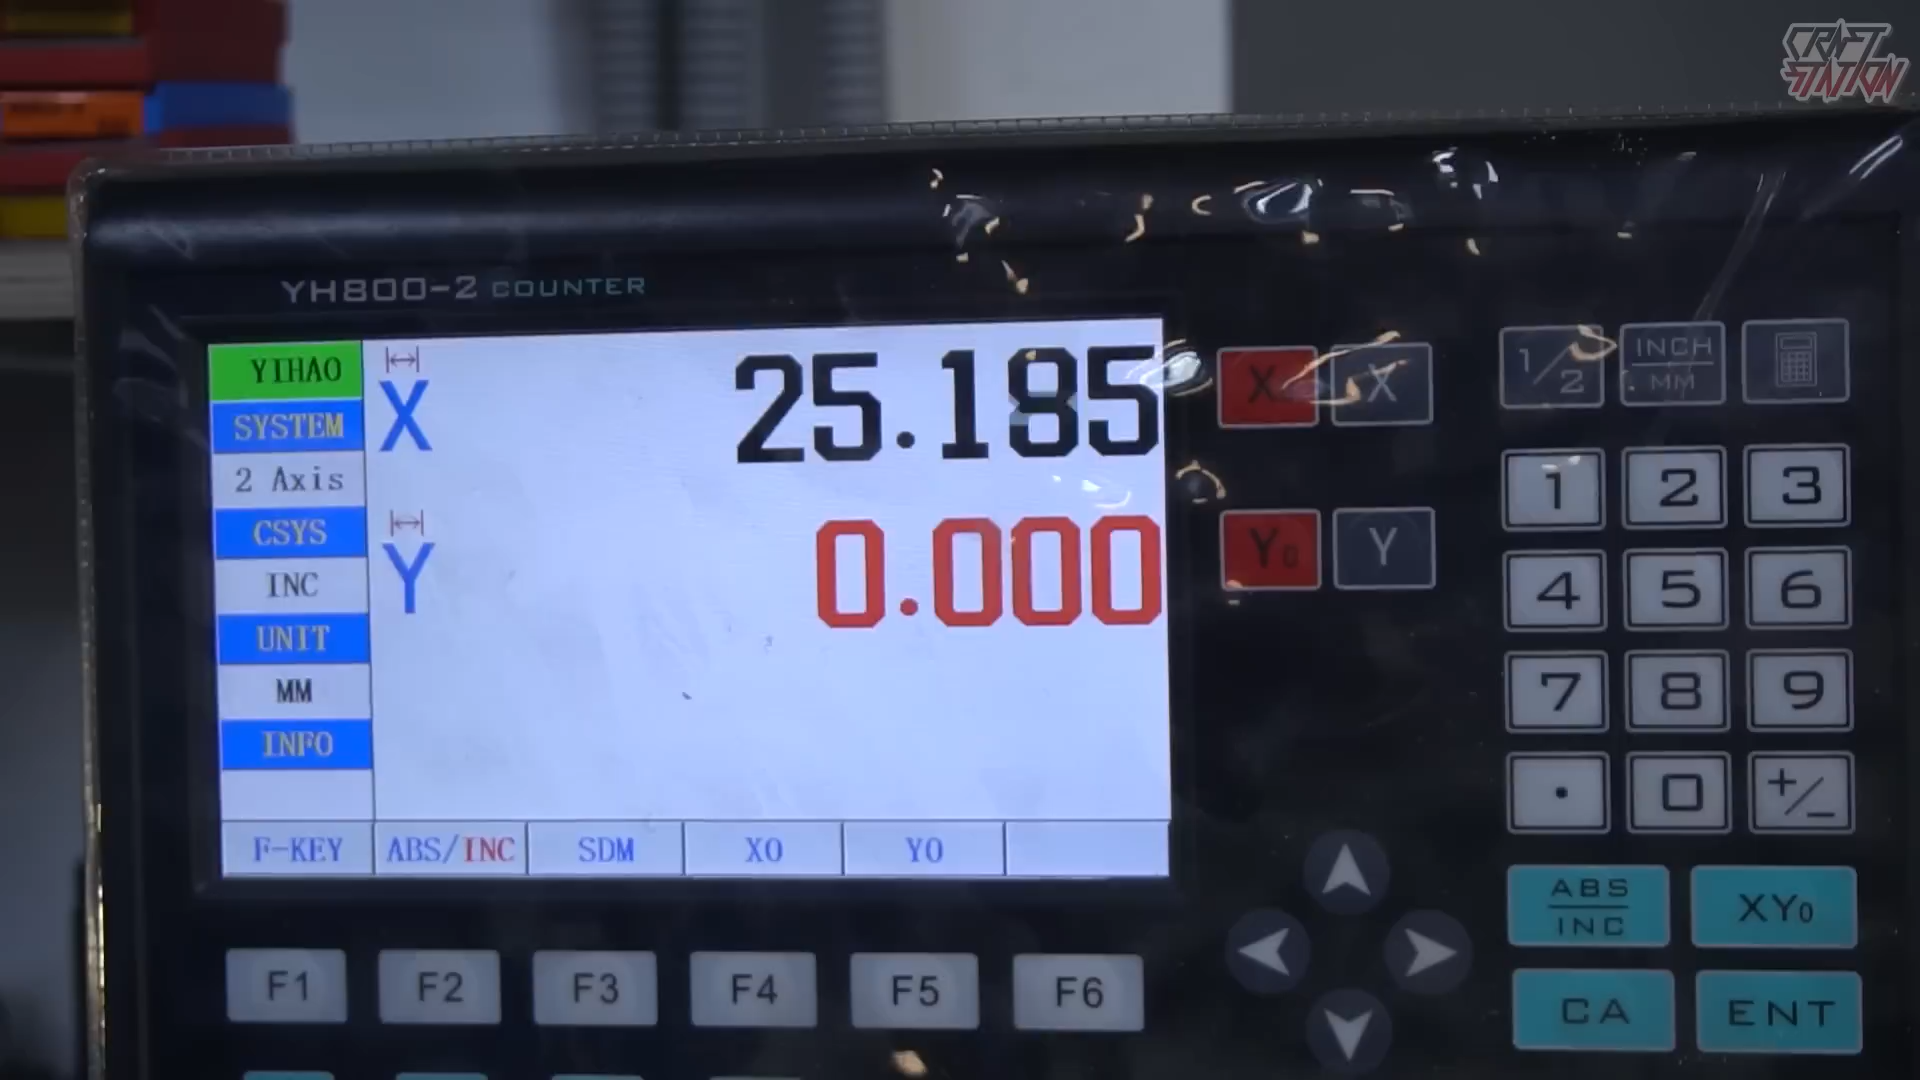 CRAFT
STATION
YH800-2 COUNTER
YIHAO
SYSTEM
2 Axis
CSYS
INC
UNIT
MM
INFO
X 25.185
Y 0.000
F-KEY ABS/INC SDM X0 Y0
F1 F2 F3 F4 F5 F6
X X
Y0 Y
1/2 INCH/MM
1 2 3
4 5 6
7 8 9
. 0 +/-
ABS/INC XY0
CA ENT